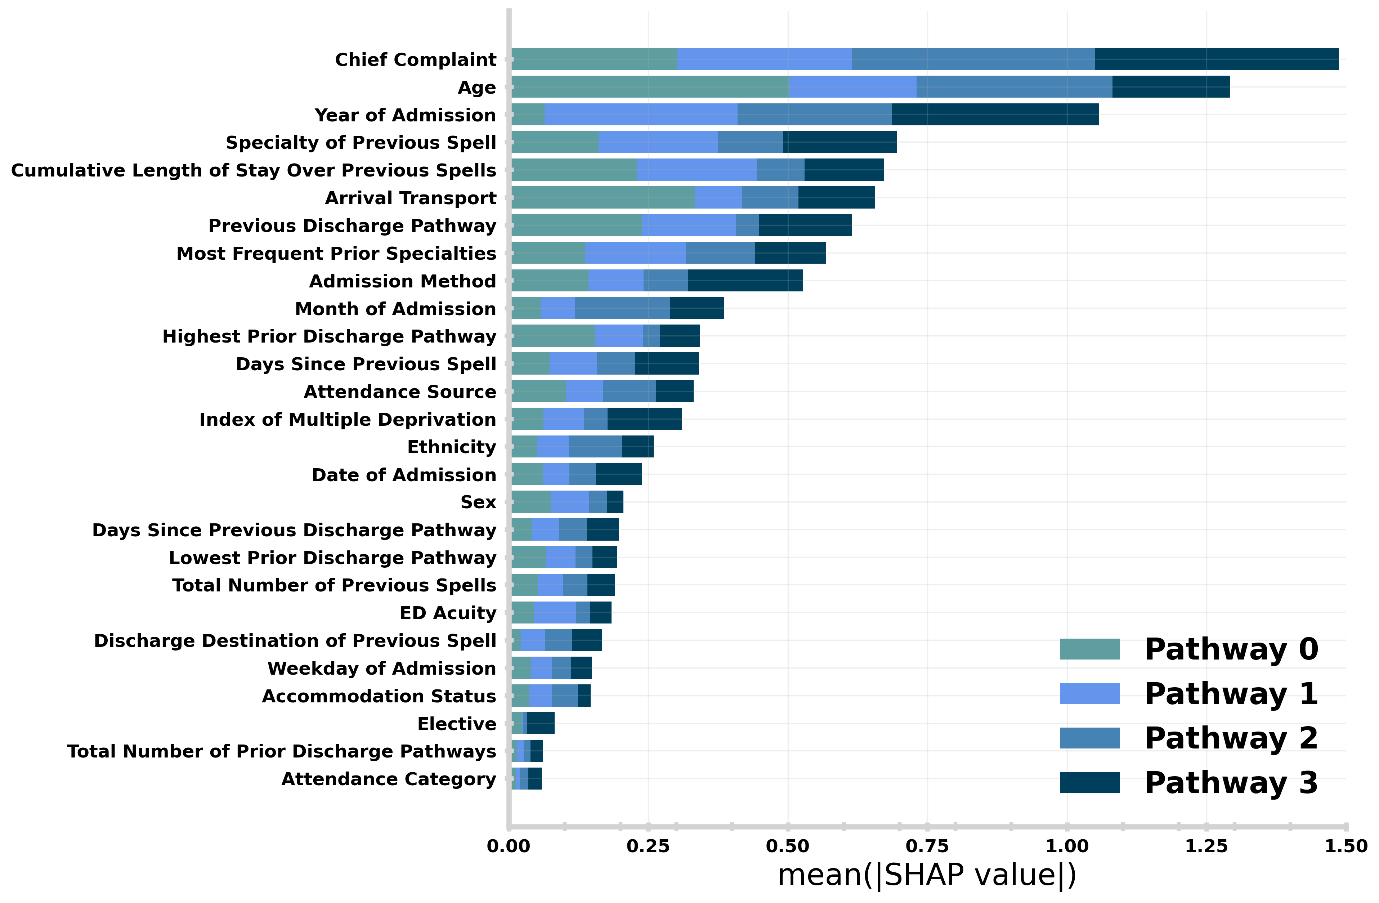 Chief Complaint
Age
Year of Admission
Specialty of Previous Spell
Cumulative Length of Stay Over Previous Spells
Arrival Transport
Previous Discharge Pathway
Most Frequent Prior Specialties
Admission Method
Month of Admission
Highest Prior Discharge Pathway
Days Since Previous Spell
Attendance Source
Index of Multiple Deprivation
Ethnicity
Date of Admission
Sex
Days Since Previous Discharge Pathway
Lowest Prior Discharge Pathway
Total Number of Previous Spells
ED Acuity
Discharge Destination of Previous Spell
Weekday of Admission
Accommodation Status
Elective
Total Number of Prior Discharge Pathways
Attendance Category
Pathway 0
Pathway 1
Pathway 2
Pathway 3
0.00 0.25 0.50 0.75 1.00 1.25 1.50
mean(|SHAP value|)